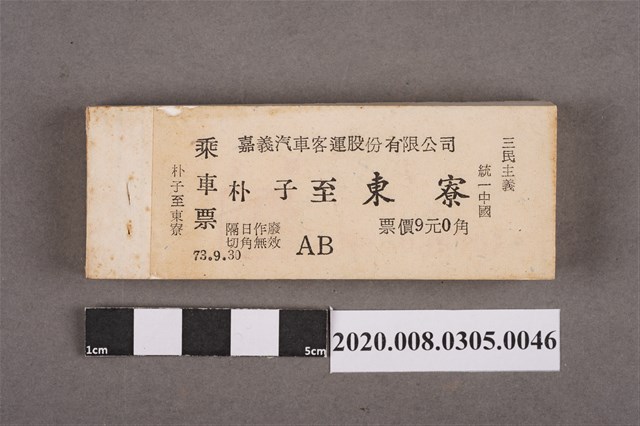 嘉義汽車客運股份有限公司
乘車票
朴子至東寮
朴子至東寮
隔日作廢
切角無效
73.9.30
AB
票價9元0角
三民主義
統一中國
1cm
5cm
2020.008.0305.0046